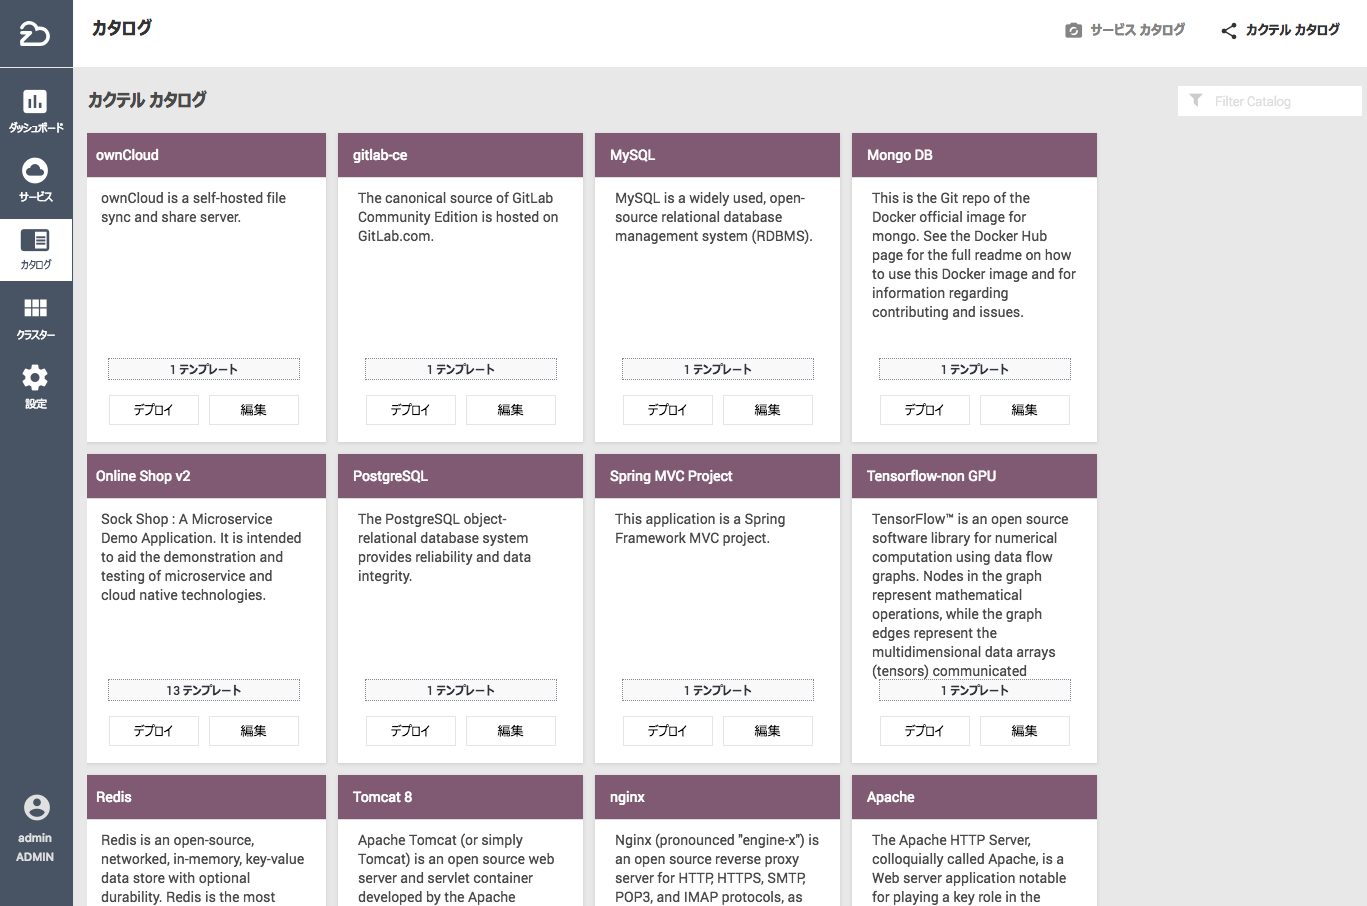 カタログ
サービス カタログ
カクテル カタログ
ダッシュボード
サービス
カタログ
クラスター
設定
admin
ADMIN
カクテル カタログ
Filter Catalog
ownCloud
ownCloud is a self-hosted file
sync and share server.
1 テンプレート
デプロイ
編集
gitlab-ce
The canonical source of GitLab
Community Edition is hosted on
GitLab.com.
1 テンプレート
デプロイ
編集
MySQL
MySQL is a widely used, open-
source relational database
management system (RDBMS).
1 テンプレート
デプロイ
編集
Mongo DB
This is the Git repo of the
Docker official image for
mongo. See the Docker Hub
page for the full readme on how
to use this Docker image and for
information regarding
contributing and issues.
1 テンプレート
デプロイ
編集
Online Shop v2
Sock Shop : A Microservice
Demo Application. It is intended
to aid the demonstration and
testing of microservice and
cloud native technologies.
13 テンプレート
デプロイ
編集
PostgreSQL
The PostgreSQL object-
relational database system
provides reliability and data
integrity.
1 テンプレート
デプロイ
編集
Spring MVC Project
This application is a Spring
Framework MVC project.
1 テンプレート
デプロイ
編集
Tensorflow-non GPU
TensorFlow™ is an open source
software library for numerical
computation using data flow
graphs. Nodes in the graph
represent mathematical
operations, while the graph
edges represent the
multidimensional data arrays
(tensors) communicated
1 テンプレート
デプロイ
編集
Redis
Redis is an open-source,
networked, in-memory, key-value
data store with optional
durability. Redis is the most
Tomcat 8
Apache Tomcat (or simply
Tomcat) is an open source web
server and servlet container
developed by the Apache
nginx
Nginx (pronounced "engine-x") is
an open source reverse proxy
server for HTTP, HTTPS, SMTP,
POP3, and IMAP protocols, as
Apache
The Apache HTTP Server,
colloquially called Apache, is a
Web server application notable
for playing a key role in the